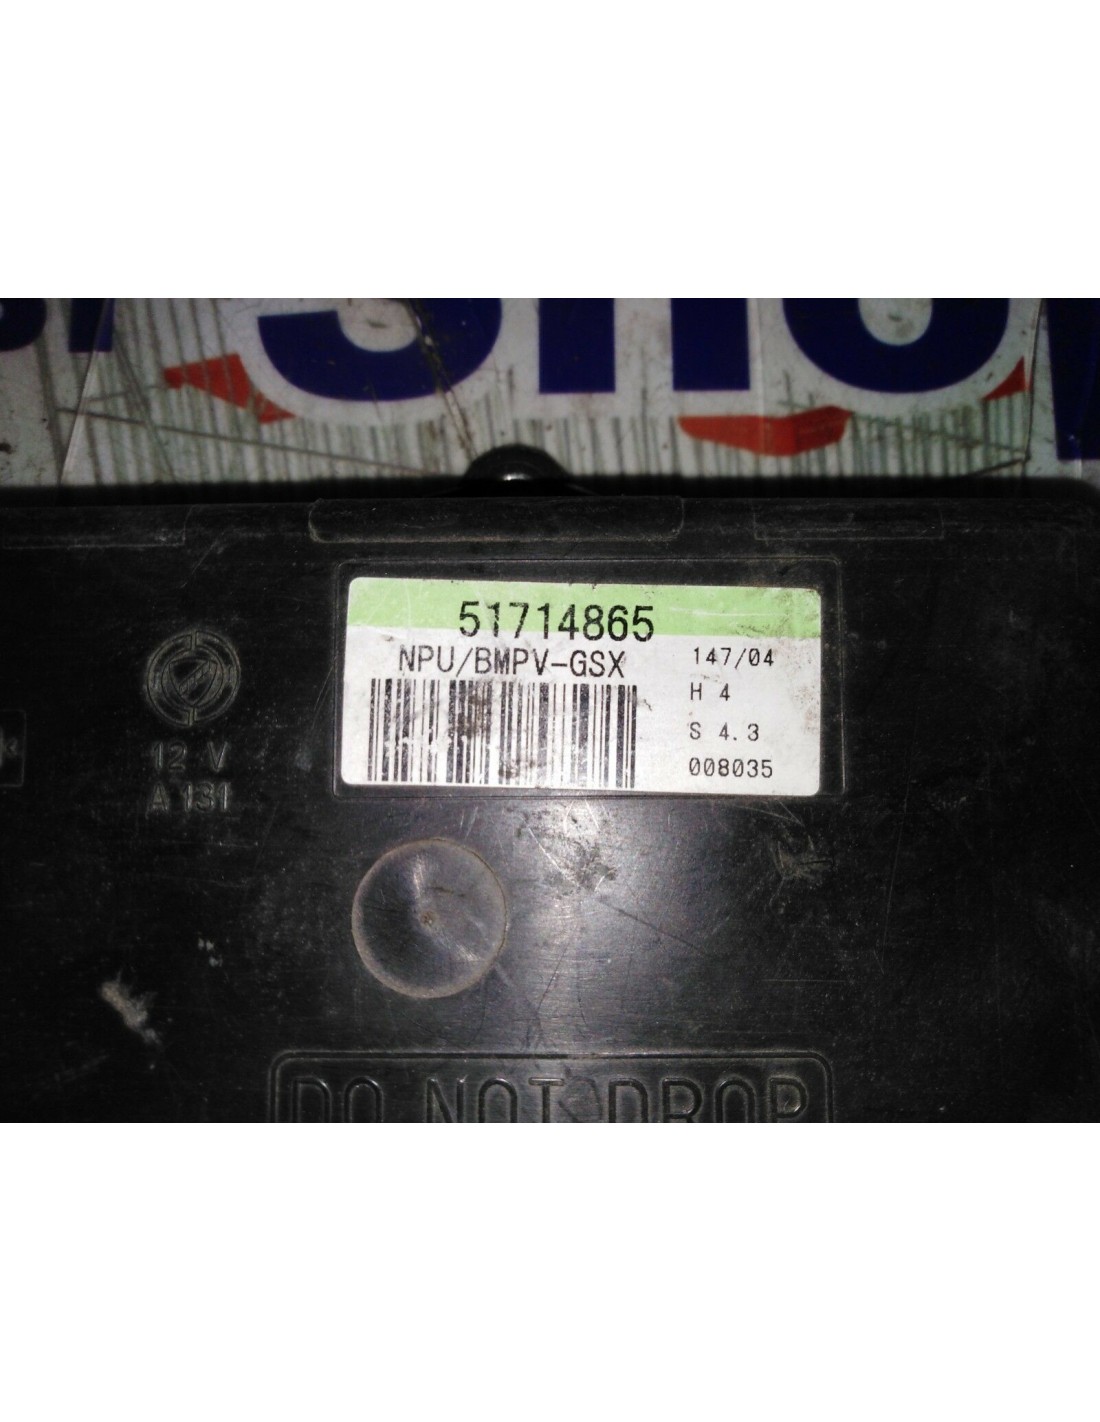 51714865
NPU/BMPV-GSX
147/04
H 4
S 4.3
008035
12 V
A 131
DO NOT DROP